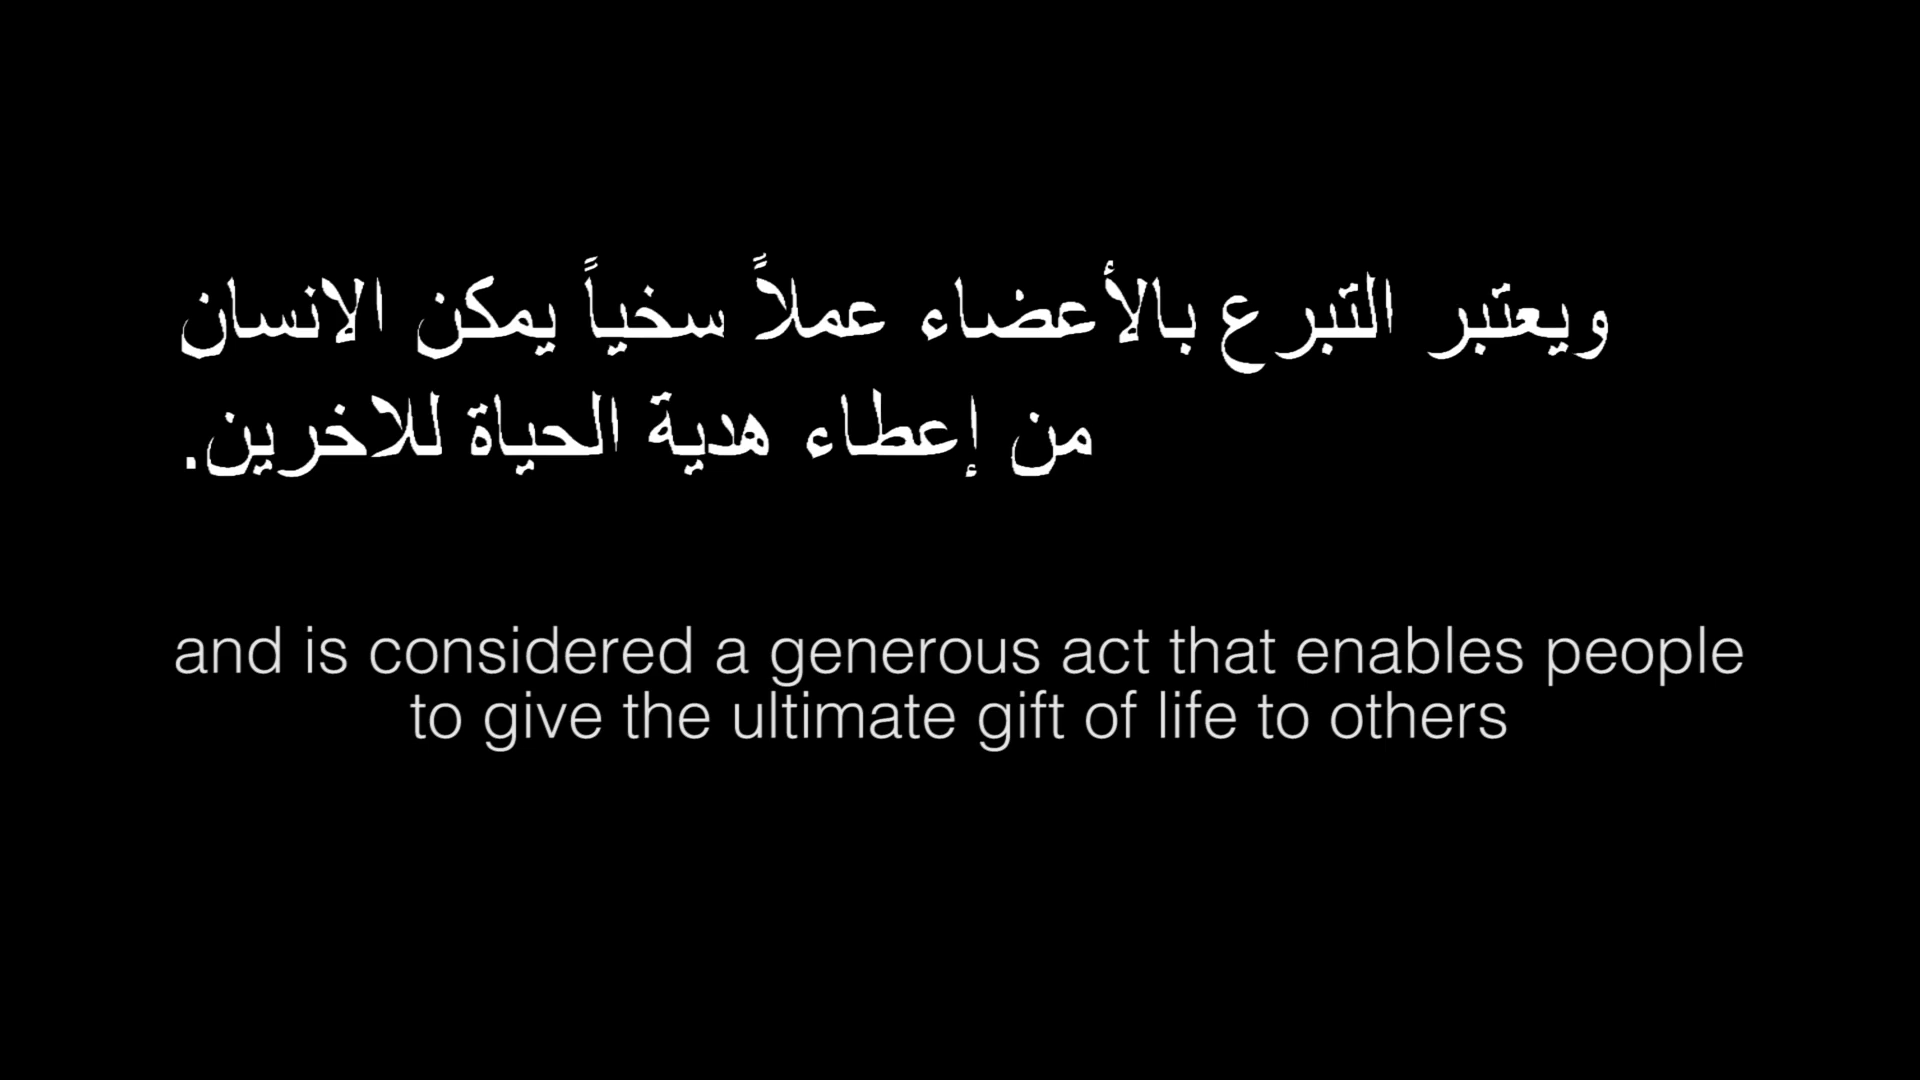 ويعتبر التبرع بالأعضاء عملاً سخياً يمكن الانسان
من إعطاء هدية الحياة للاخرين.
and is considered a generous act that enables people
to give the ultimate gift of life to others